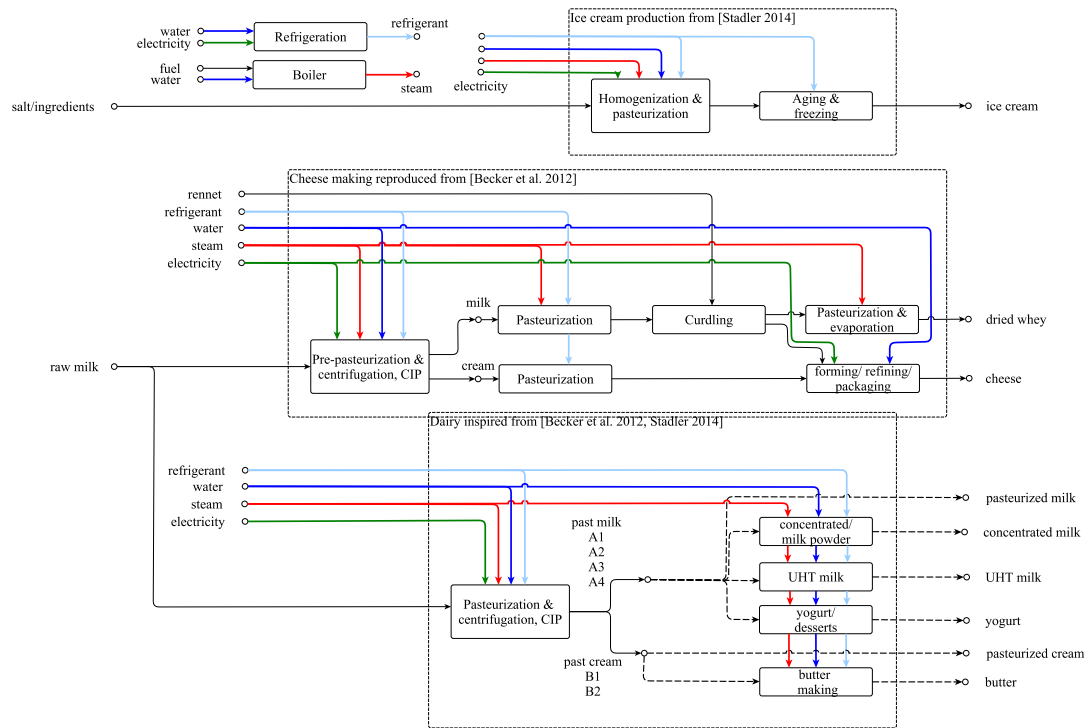 Ice cream production from [Stadler 2014]
refrigerant
water
electricity
Refrigeration
fuel
water
Boiler
steam
electricity
salt/ingredients
Homogenization &
pasteurization
Aging &
freezing
ice cream
Cheese making reproduced from [Becker et al. 2012]
rennet
refrigerant
water
steam
electricity
milk
Pasteurization
Curdling
Pasteurization &
evaporation
dried whey
raw milk
Pre-pasteurization &
centrifugation, CIP
cream
Pasteurization
forming/ refining/
packaging
cheese
Dairy inspired from [Becker et al. 2012, Stadler 2014]
refrigerant
water
steam
electricity
past milk
A1
A2
A3
A4
pasteurized milk
concentrated/
milk powder
concentrated milk
UHT milk
UHT milk
Pasteurization &
centrifugation, CIP
yogurt/
desserts
yogurt
past cream
B1
B2
pasteurized cream
butter
making
butter